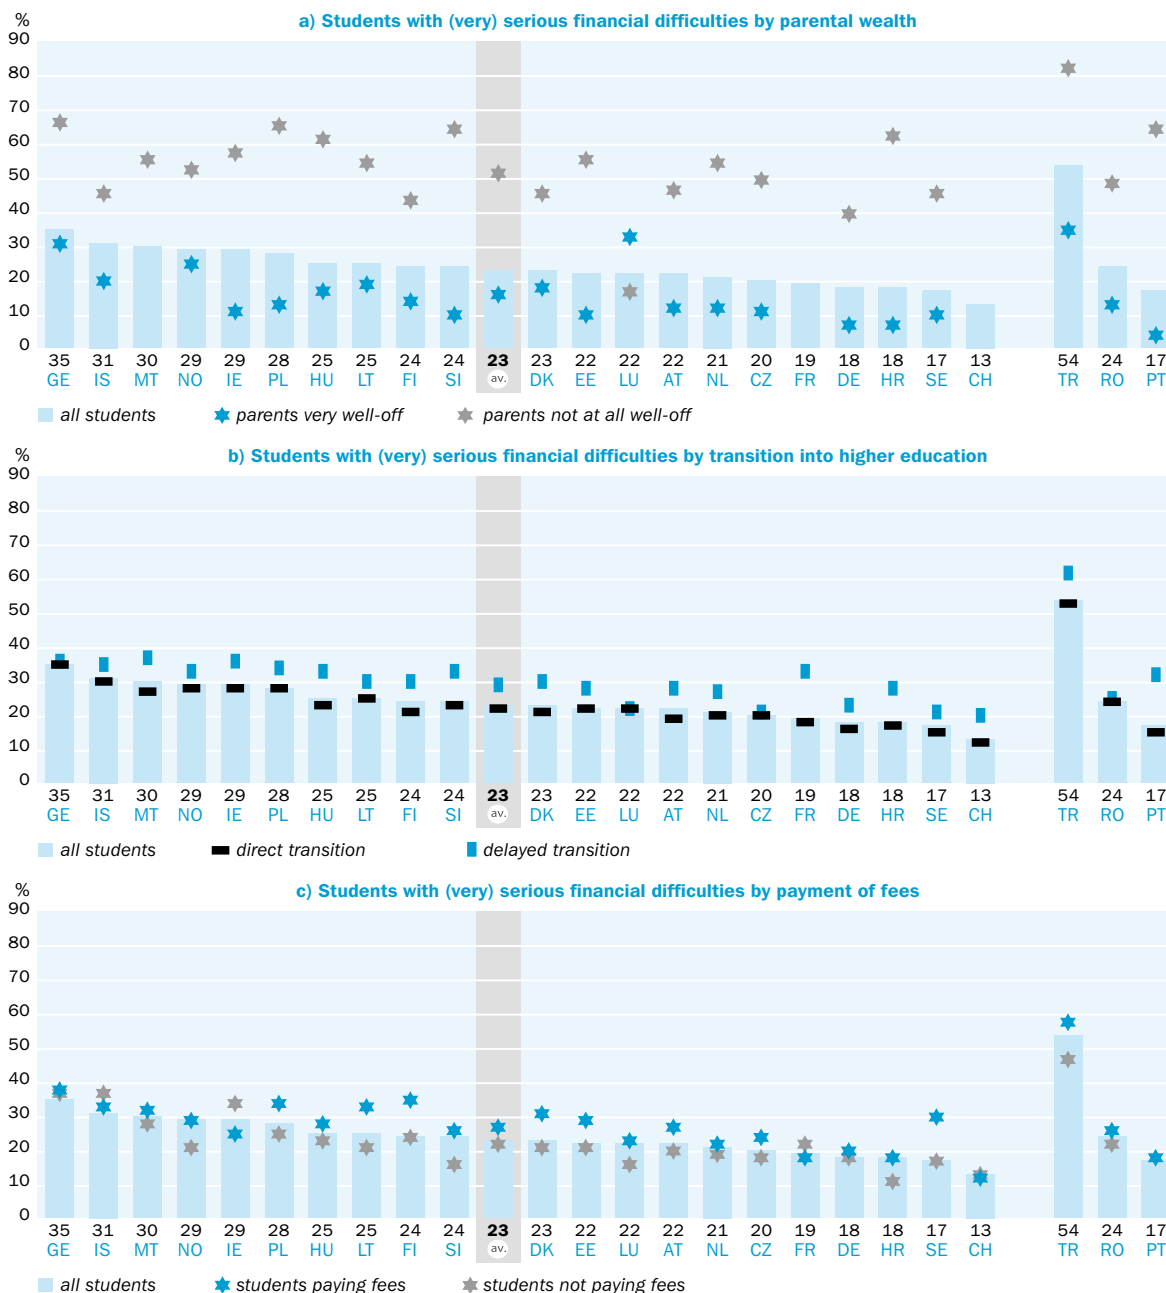 a) Students with (very) serious financial difficulties by parental wealth
%
90
80
70
60
50
40
30
20
10
0
35 31 30 29 29 28 25 25 24 24 23 23 22 22 22 21 20 19 18 18 17 13 54 24 17
GE IS MT NO IE PL HU LT FI SI av. DK EE LU AT NL CZ FR DE HR SE CH TR RO PT
all students parents very well-off parents not at all well-off
b) Students with (very) serious financial difficulties by transition into higher education
%
90
80
70
60
50
40
30
20
10
0
35 31 30 29 29 28 25 25 24 24 23 23 22 22 22 21 20 19 18 18 17 13 54 24 17
GE IS MT NO IE PL HU LT FI SI av. DK EE LU AT NL CZ FR DE HR SE CH TR RO PT
all students direct transition delayed transition
c) Students with (very) serious financial difficulties by payment of fees
%
90
80
70
60
50
40
30
20
10
0
35 31 30 29 29 28 25 25 24 24 23 23 22 22 22 21 20 19 18 18 17 13 54 24 17
GE IS MT NO IE PL HU LT FI SI av. DK EE LU AT NL CZ FR DE HR SE CH TR RO PT
all students students paying fees students not paying fees